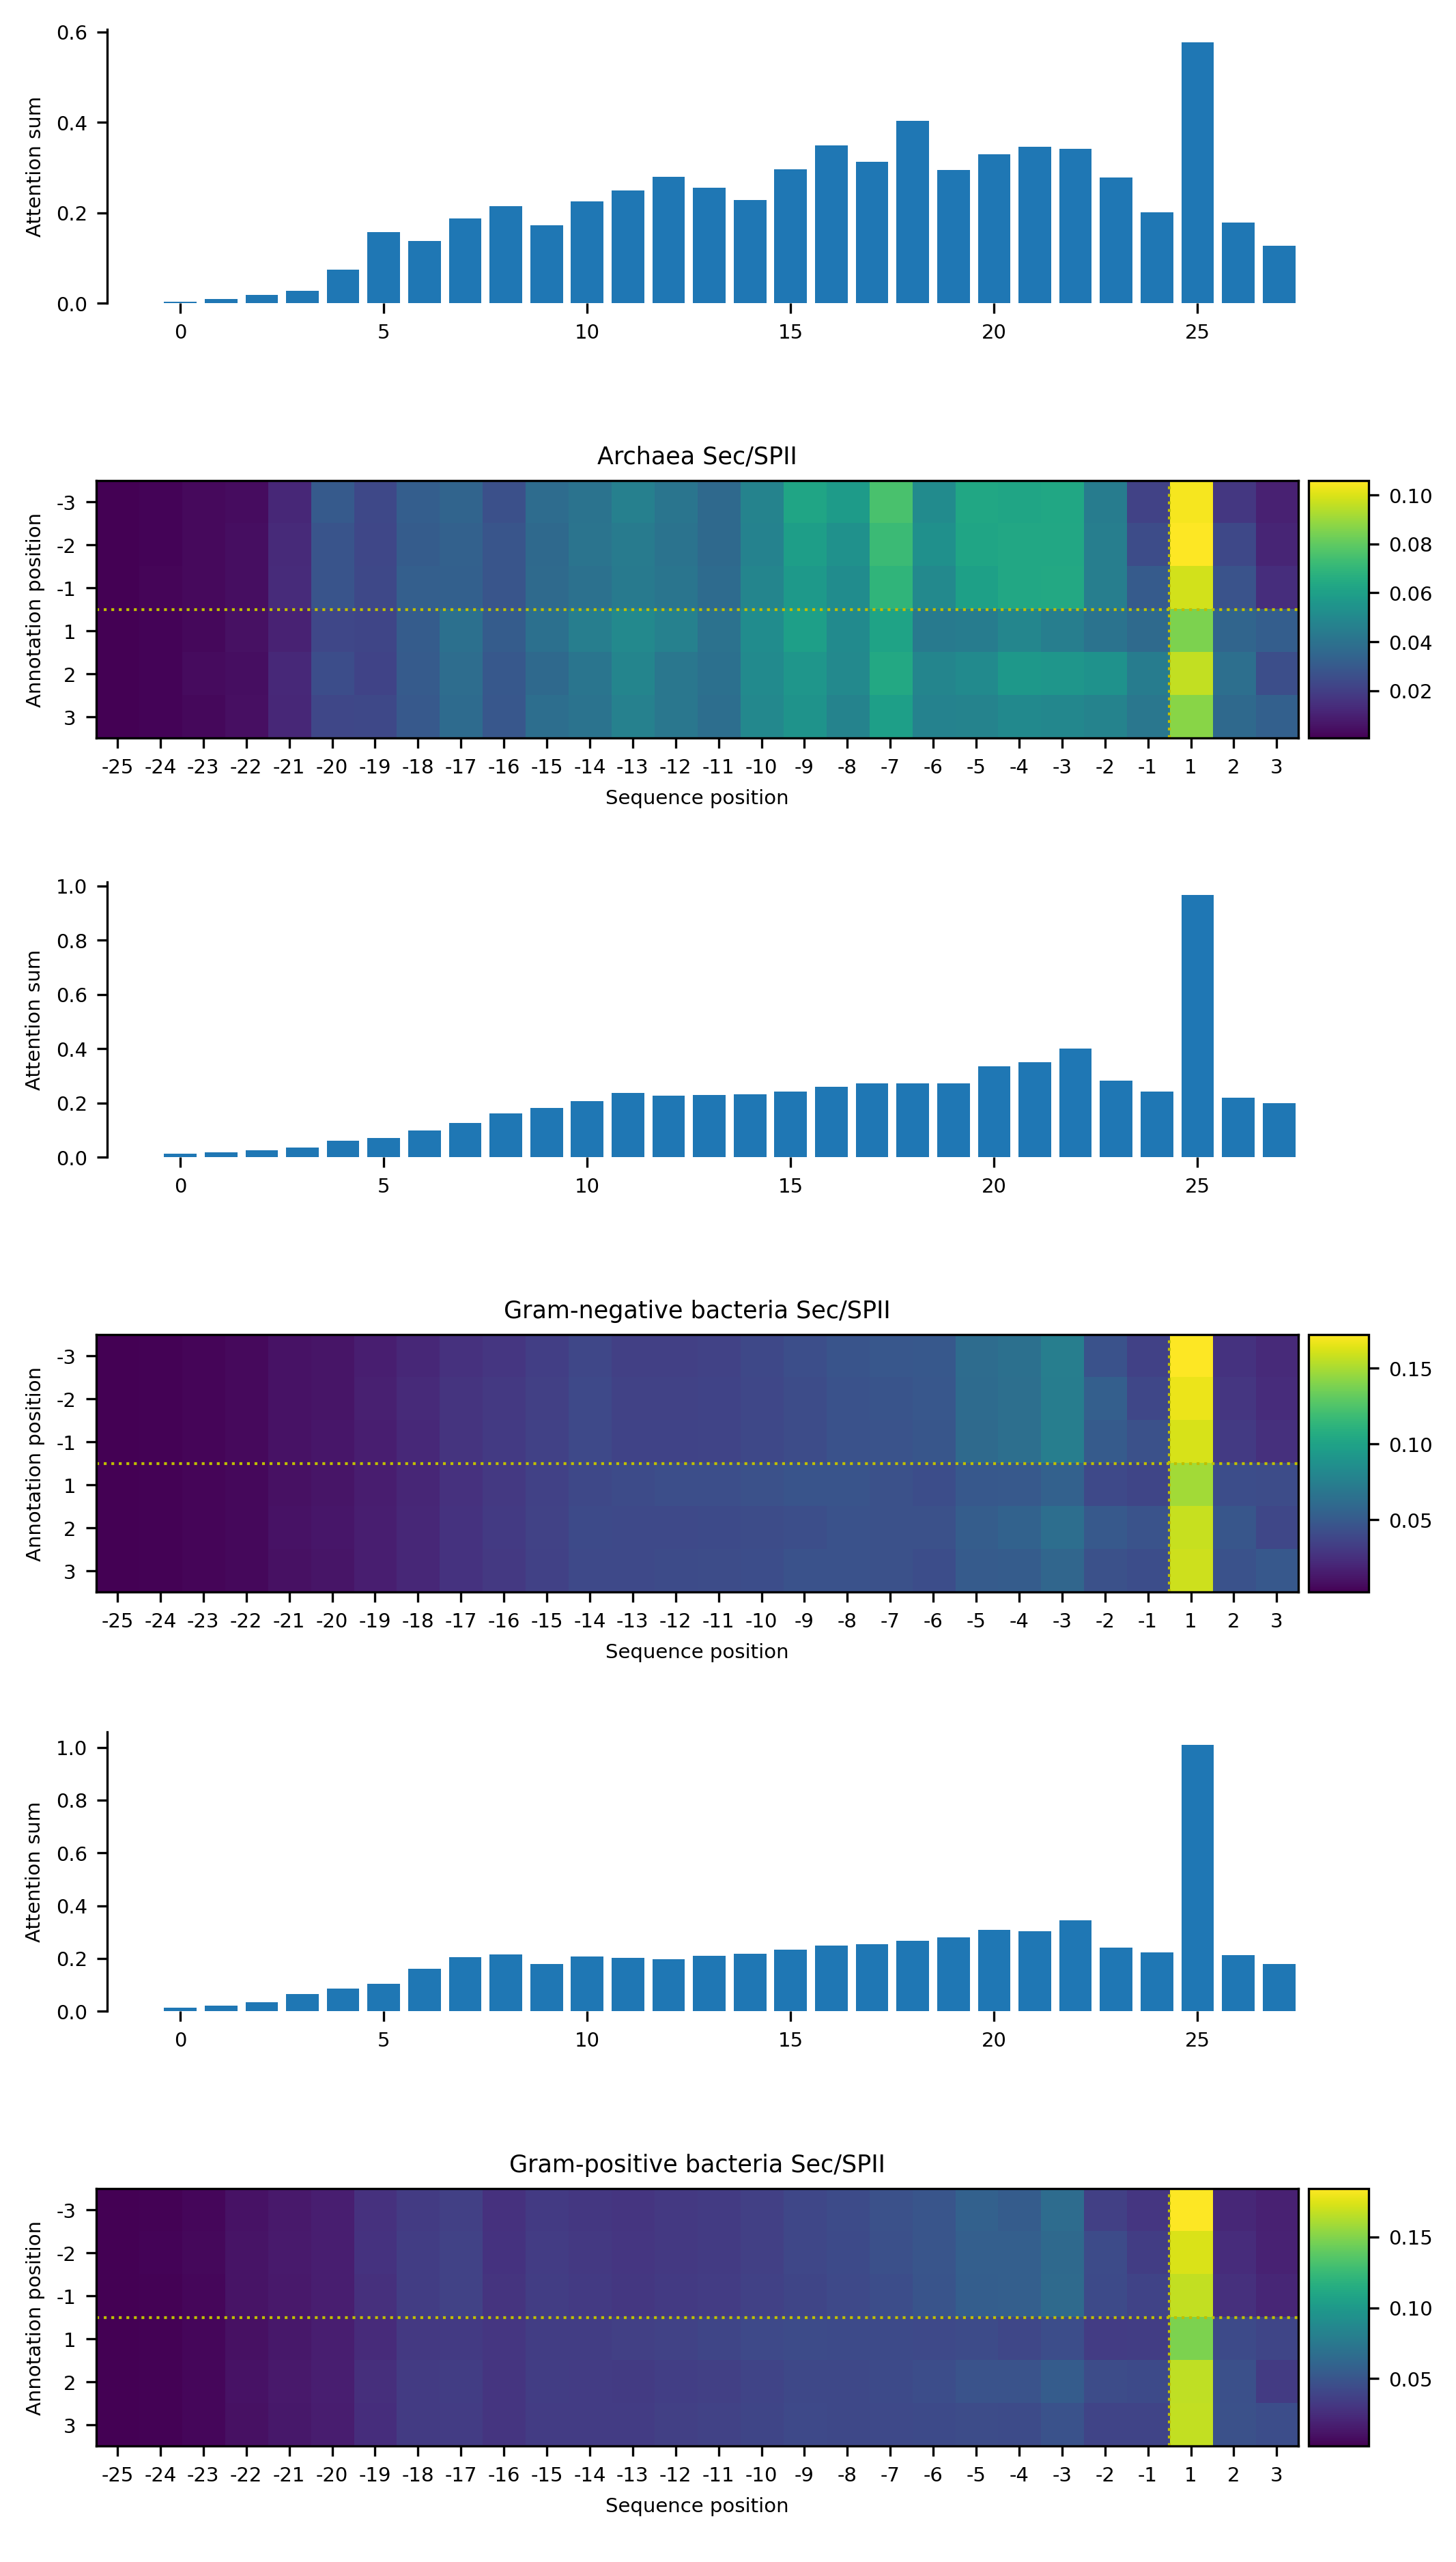 0.6
0.4
0.2
0.0
Attention sum
0 5 10 15 20 25
Archaea Sec/SPII
-3
-2
-1
1
2
3
Annotation position
0.10
0.08
0.06
0.04
0.02
-25 -24 -23 -22 -21 -20 -19 -18 -17 -16 -15 -14 -13 -12 -11 -10 -9 -8 -7 -6 -5 -4 -3 -2 -1 1 2 3
Sequence position
1.0
0.8
0.6
0.4
0.2
0.0
Attention sum
0 5 10 15 20 25
Gram-negative bacteria Sec/SPII
-3
-2
-1
1
2
3
Annotation position
0.15
0.10
0.05
-25 -24 -23 -22 -21 -20 -19 -18 -17 -16 -15 -14 -13 -12 -11 -10 -9 -8 -7 -6 -5 -4 -3 -2 -1 1 2 3
Sequence position
1.0
0.8
0.6
0.4
0.2
0.0
Attention sum
0 5 10 15 20 25
Gram-positive bacteria Sec/SPII
-3
-2
-1
1
2
3
Annotation position
0.15
0.10
0.05
-25 -24 -23 -22 -21 -20 -19 -18 -17 -16 -15 -14 -13 -12 -11 -10 -9 -8 -7 -6 -5 -4 -3 -2 -1 1 2 3
Sequence position